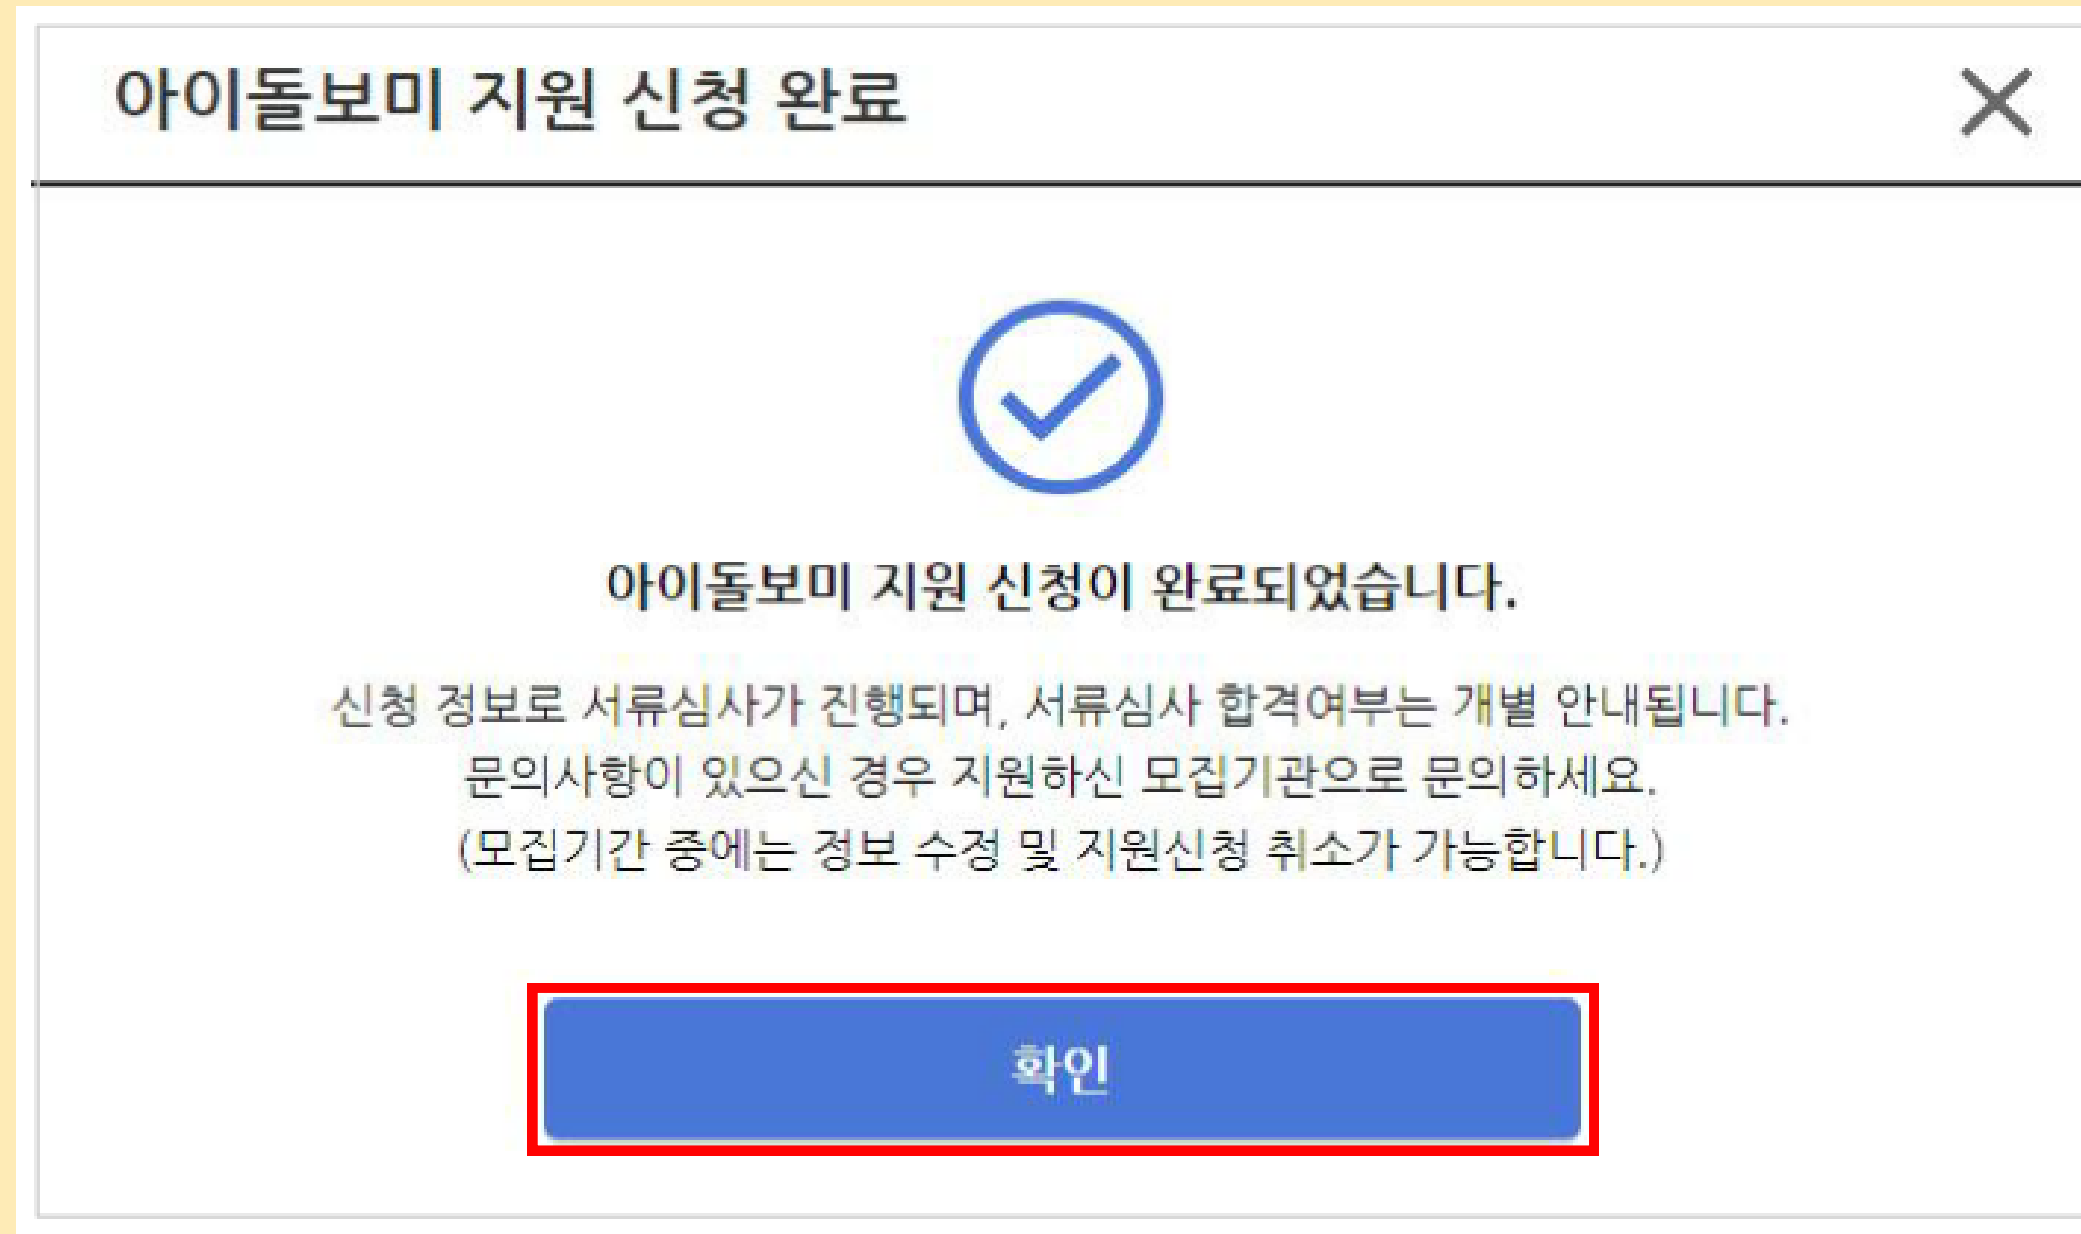 아이돌보미 지원 신청 완료
아이돌보미 지원 신청이 완료되었습니다.
신청 정보로 서류심사가 진행되며, 서류심사 합격여부는 개별 안내됩니다.
문의사항이 있으신 경우 지원하신 모집기관으로 문의하세요.
(모집기간 중에는 정보 수정 및 지원신청 취소가 가능합니다.)
확인